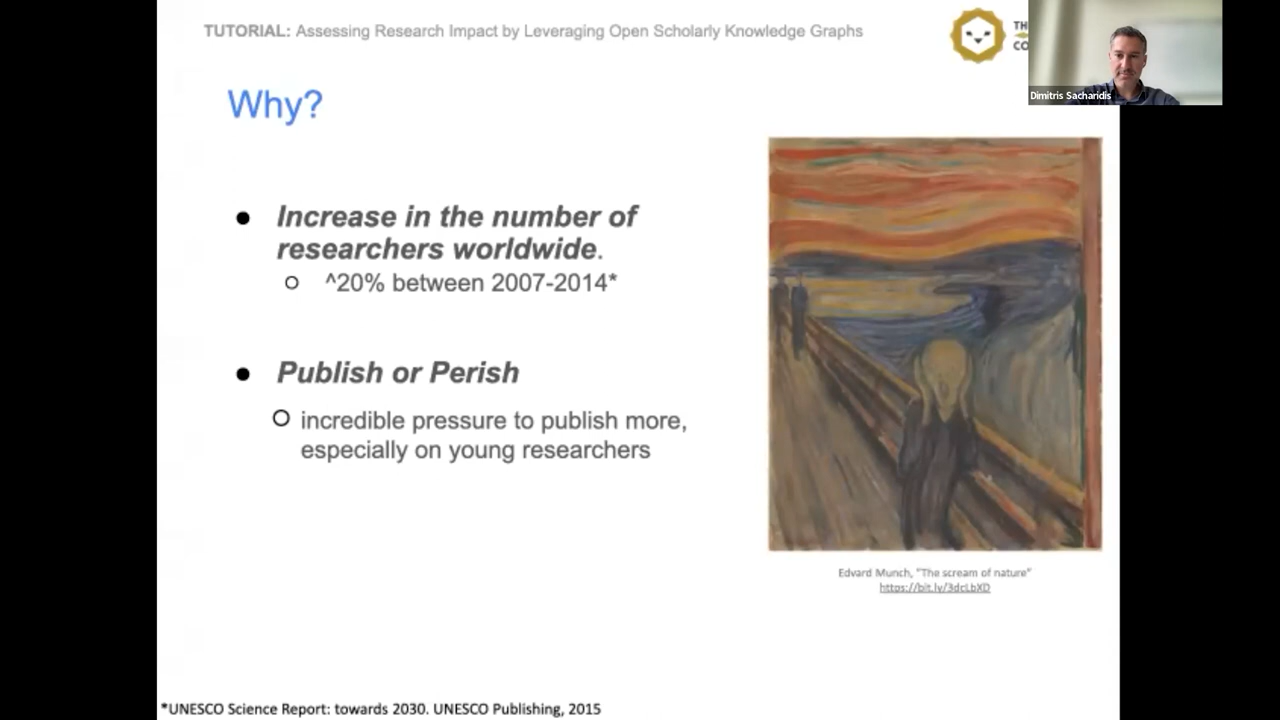 TUTORIAL: Assessing Research Impact by Leveraging Open Scholarly Knowledge Graphs
Dimitris Sacharidis
Why?
● Increase in the number of
researchers worldwide.
○ ^20% between 2007-2014*
● Publish or Perish
○ incredible pressure to publish more,
especially on young researchers
Edvard Munch, "The scream of nature"
https://bit.ly/3dcLbXD
*UNESCO Science Report: towards 2030. UNESCO Publishing, 2015